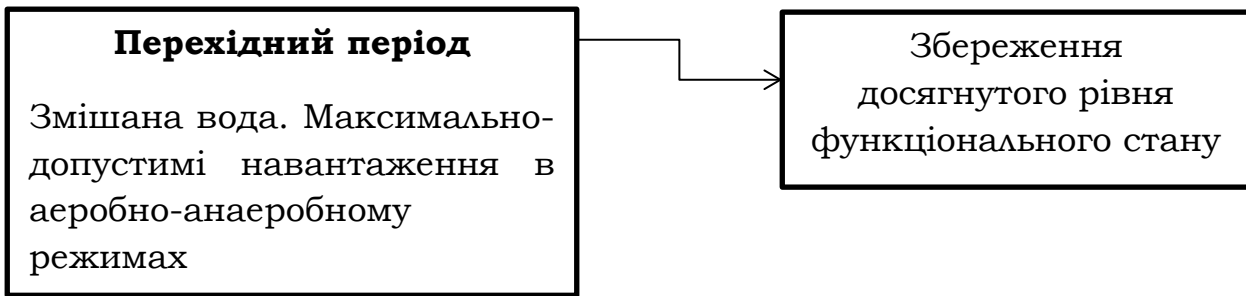 Перехідний період
Змішана вода. Максимально-
допустимі навантаження в
аеробно-анаеробному
режимах
Збереження
досягнутого рівня
функціонального стану